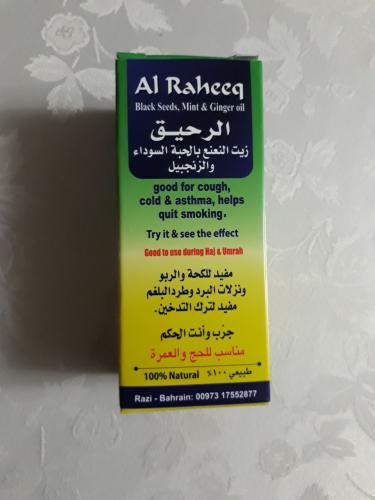 Al Raheeq
Black Seeds, Mint & Ginger oil
الرحيـق
زيت النعنع بالحبة السوداء
والزنجبيل
good for cough,
cold & asthma, helps
quit smoking.
Try it & see the effect
Good to use during Haj & Umrah
مفيد للكحة والربو
ونزلات البرد وطرد البلغم
مفيد لترك التدخين.
جرّب وأنت الحكم
مناسب للحج والعمرة
100% Natural طبيعي ١٠٠٪
Razi - Bahrain: 00973 17552877